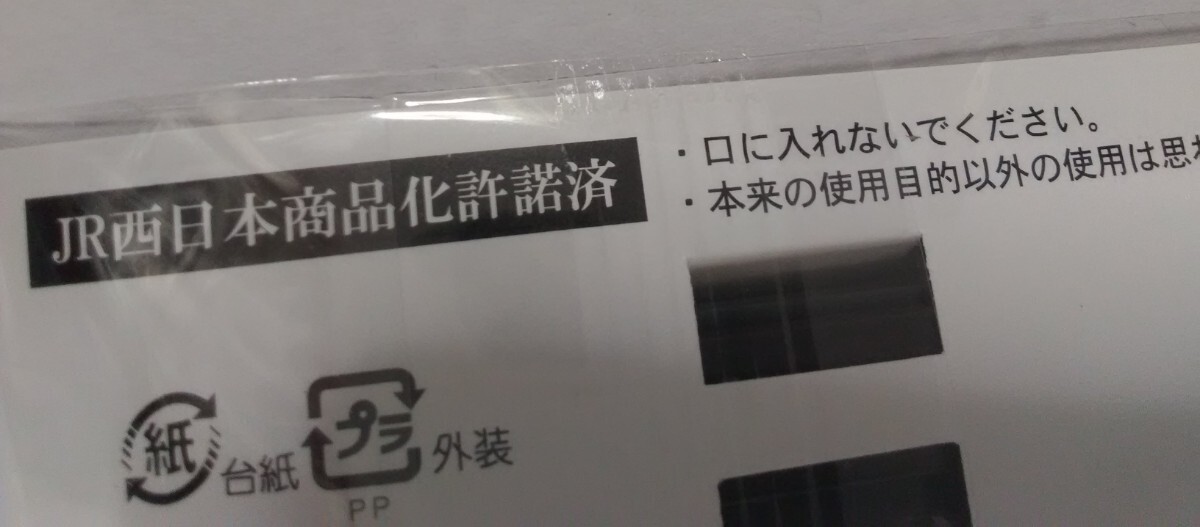 JR西日本商品化許諾済
・口に入れないでください。
・本来の使用目的以外の使用は思
紙
台紙
プラ
外装
PP